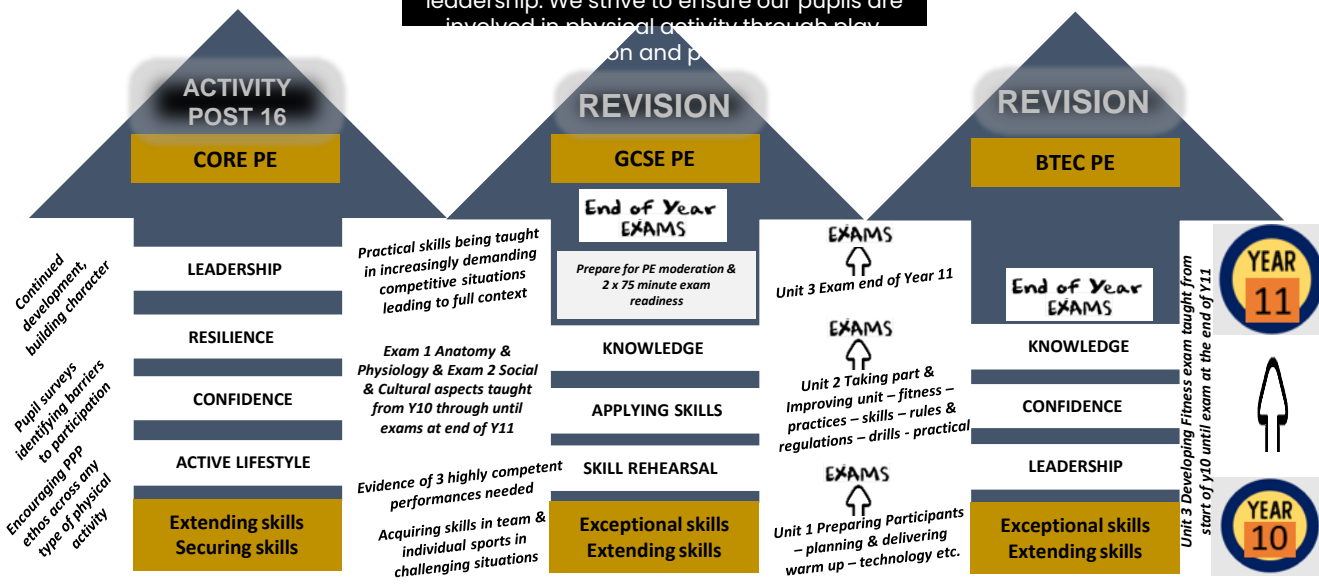 leadership. We strive to ensure our pupils are
involved in physical activity through play,
on and p
ACTIVITY
POST 16
CORE PE
LEADERSHIP
RESILIENCE
CONFIDENCE
ACTIVE LIFESTYLE
Extending skills
Securing skills
Continued
development,
building character
Pupil surveys
identifying barriers
to participation
Encouraging PPP
ethos across any
type of physical
activity
REVISION
GCSE PE
End of Year
EXAMS
Prepare for PE moderation &
2 x 75 minute exam
readiness
KNOWLEDGE
APPLYING SKILLS
SKILL REHEARSAL
Exceptional skills
Extending skills
Practical skills being taught
in increasingly demanding
competitive situations
leading to full context
Exam 1 Anatomy &
Physiology & Exam 2 Social
& Cultural aspects taught
from Y10 through until
exams at end of Y11
Evidence of 3 highly competent
performances needed
Acquiring skills in team &
individual sports in
challenging situations
REVISION
BTEC PE
End of Year
EXAMS
KNOWLEDGE
CONFIDENCE
LEADERSHIP
Exceptional skills
Extending skills
EXAMS
Unit 3 Exam end of Year 11
EXAMS
Unit 2 Taking part &
Improving unit – fitness –
practices – skills – rules &
regulations – drills - practical
EXAMS
Unit 1 Preparing Participants
– planning & delivering
warm up – technology etc.
Unit 3 Developing Fitness exam taught from
start of y10 until exam at the end of Y11
YEAR
11
YEAR
10